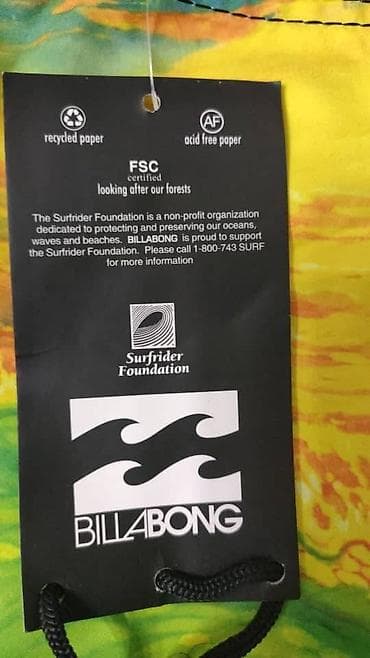 AF
recycled paper
acid free paper
FSC
certified
looking after our forests
The Surfrider Foundation is a non-profit organization
dedicated to protecting and preserving our oceans,
waves and beaches. BILLABONG is proud to support
the Surfrider Foundation. Please call 1-800-743 SURF
for more information
Surfrider
Foundation
BILLABONG